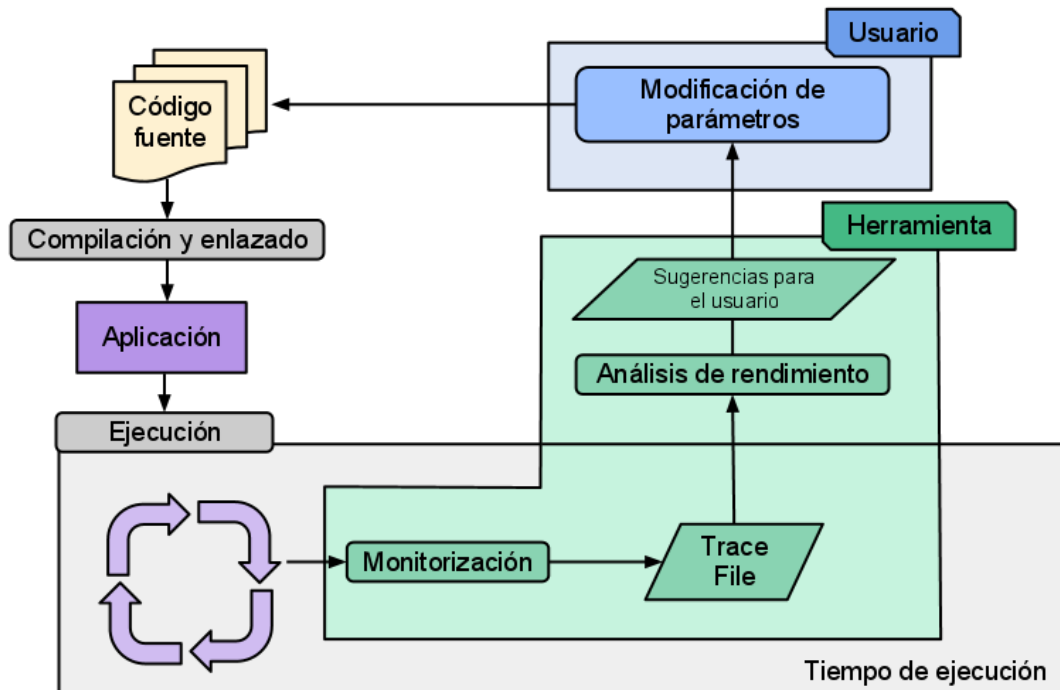 Usuario
Modificación de
parámetros
Código
fuente
Compilación y enlazado
Herramienta
Sugerencias para
el usuario
Aplicación
Análisis de rendimiento
Ejecución
Monitorización
Trace
File
Tiempo de ejecución